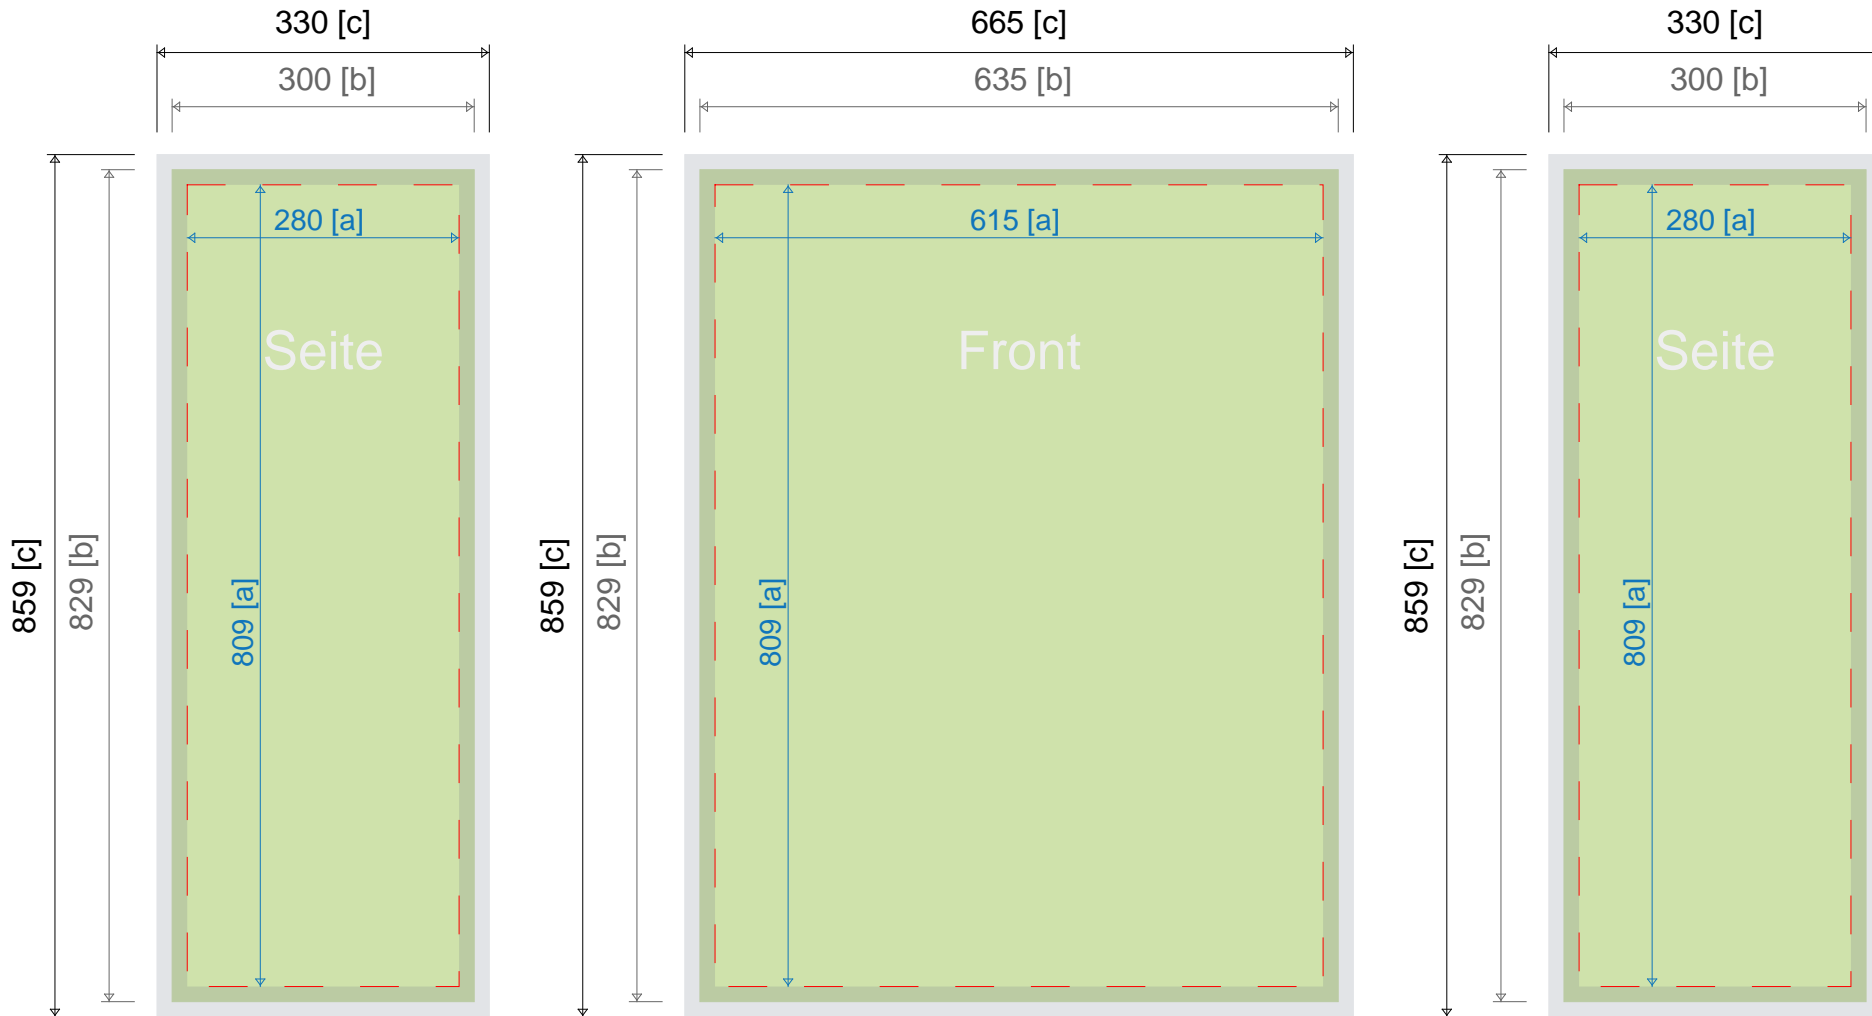 330 [c]
665 [c]
330 [c]
300 [b]
635 [b]
300 [b]
280 [a]
615 [a]
280 [a]
Seite
Front
Seite
859 [c]
829 [b]
809 [a]
859 [c]
829 [b]
809 [a]
859 [c]
829 [b]
809 [a]